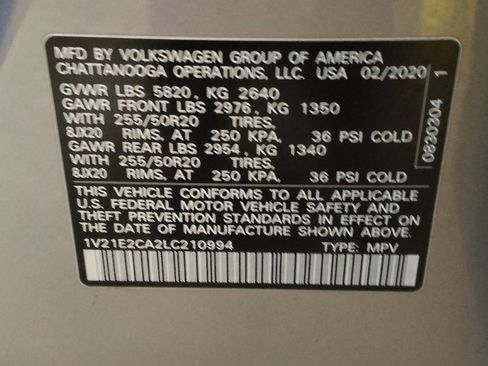 MFD BY VOLKSWAGEN GROUP OF AMERICA
CHATTANOOGA OPERATIONS, LLC. USA 02/2020
GVWR LBS 5820, KG 2640
GAWR FRONT LBS 2976, KG 1350
WITH 255/50R20 TIRES.
8JX20 RIMS. AT 250 KPA. 36 PSI COLD
GAWR REAR LBS 2954, KG 1340
WITH 255/50R20 TIRES.
8JX20 RIMS. AT 250 KPA. 36 PSI COLD
THIS VEHICLE CONFORMS TO ALL APPLICABLE
U.S. FEDERAL MOTOR VEHICLE SAFETY AND
THEFT PREVENTION STANDARDS IN EFFECT ON
THE DATE OF MANUFACTURE SHOWN ABOVE
1V21E2CA2LC210994 TYPE: MPV
0830304 1